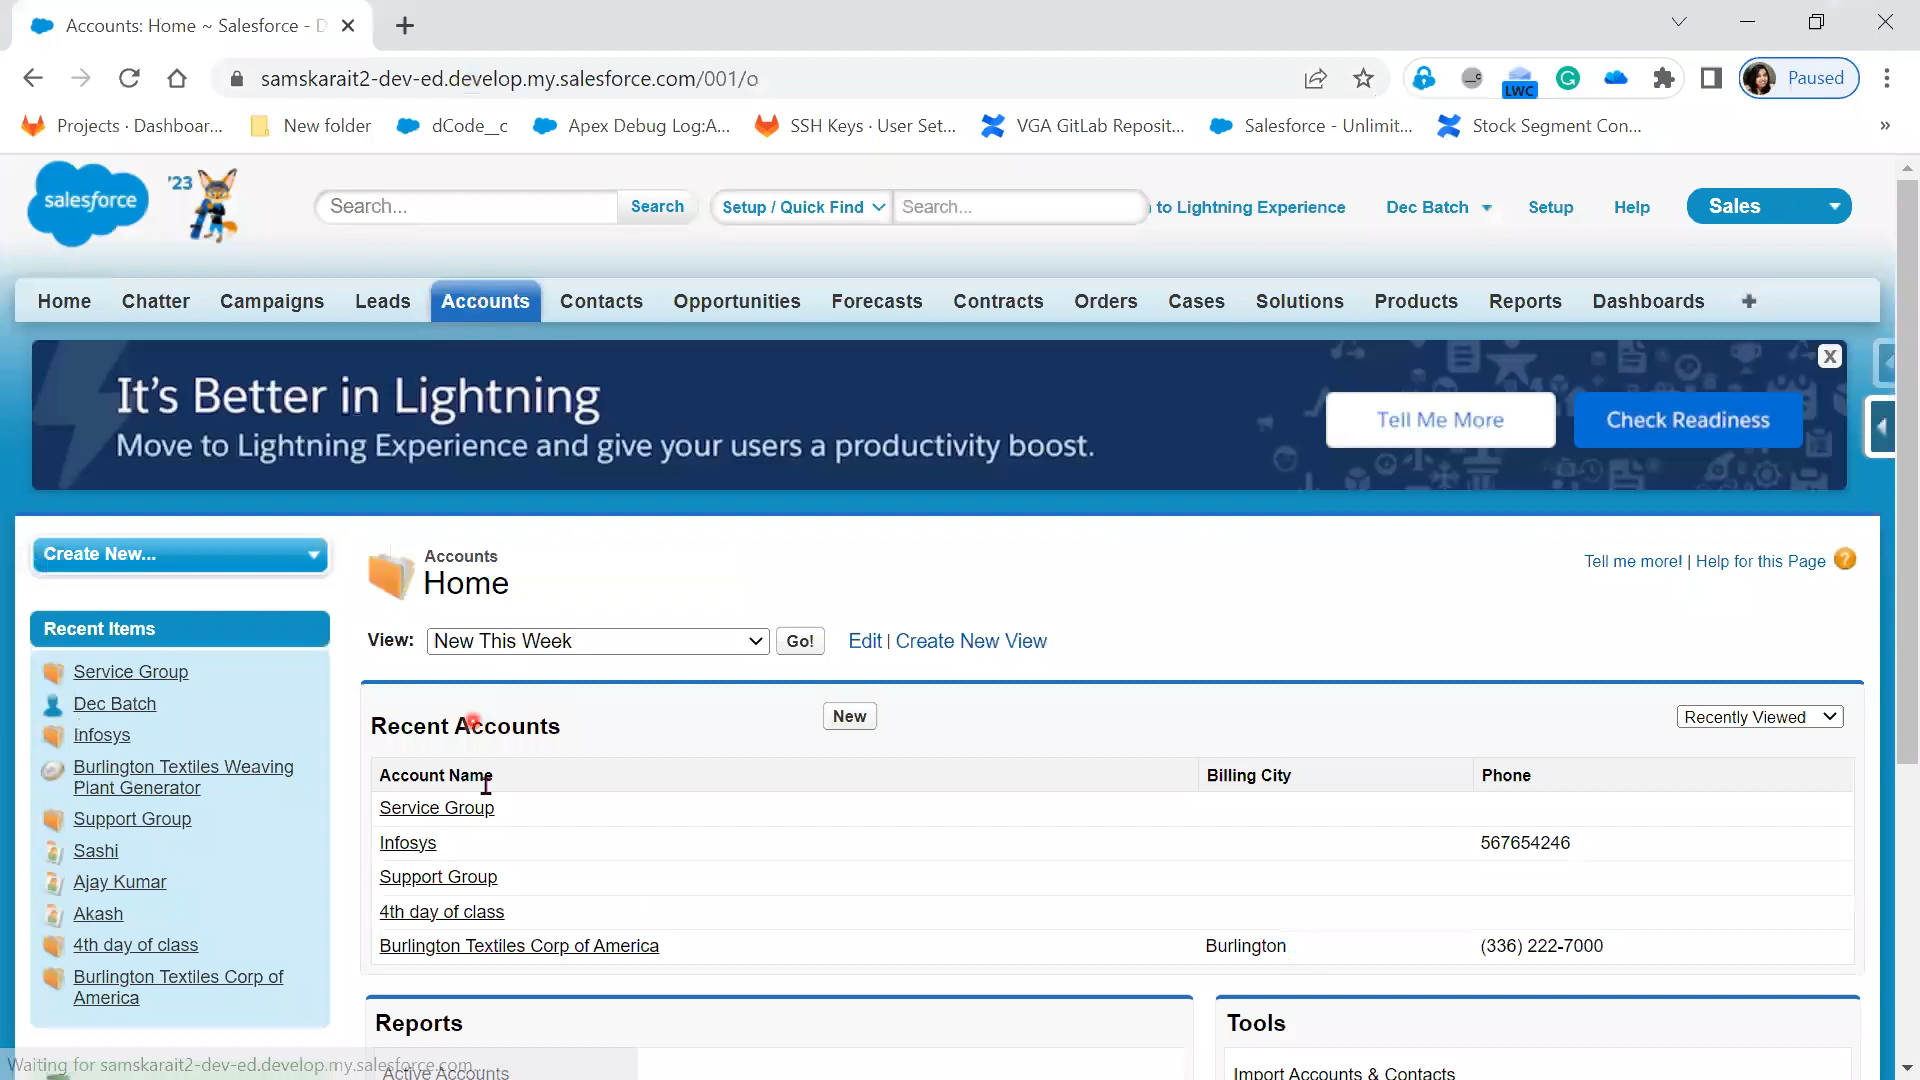 Accounts: Home ~ Salesforce - D
samskarait2-dev-ed.develop.my.salesforce.com/001/o
LWC
Paused
Projects · Dashboar...
New folder
dCode__c
Apex Debug Log:A...
SSH Keys · User Set...
VGA GitLab Reposit...
Salesforce - Unlimit...
Stock Segment Con...
»
salesforce
'23
Search...
Search
Setup / Quick Find
Search...
to Lightning Experience
Dec Batch
Setup
Help
Sales
Home
Chatter
Campaigns
Leads
Accounts
Contacts
Opportunities
Forecasts
Contracts
Orders
Cases
Solutions
Products
Reports
Dashboards
+
It's Better in Lightning
Move to Lightning Experience and give your users a productivity boost.
Tell Me More
Check Readiness
X
Create New...
Recent Items
Service Group
Dec Batch
Infosys
Burlington Textiles Weaving
Plant Generator
Support Group
Sashi
Ajay Kumar
Akash
4th day of class
Burlington Textiles Corp of
America
Accounts
Home
Tell me more! | Help for this Page
?
View:
New This Week
Go!
Edit | Create New View
Recent Accounts
New
Recently Viewed
Account Name
Billing City
Phone
Service Group
Infosys
567654246
Support Group
4th day of class
Burlington Textiles Corp of America
Burlington
(336) 222-7000
Reports
Active Accounts
Tools
Import Accounts & Contacts
Waiting for samskarait2-dev-ed.develop.my.salesforce.com...